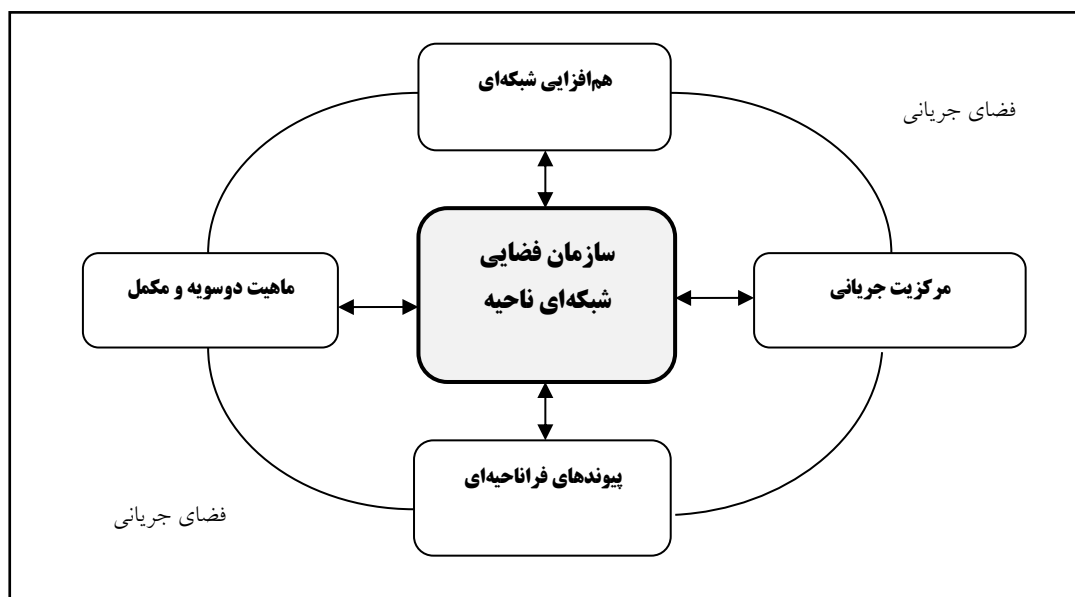 هم‌افزایی شبکه‌ای
فضای جریانی
سازمان فضایی
شبکه‌ای ناحیه
مرکزیت جریانی
ماهیت دوسویه و مکمل
پیوندهای فراناحیه‌ای
فضای جریانی